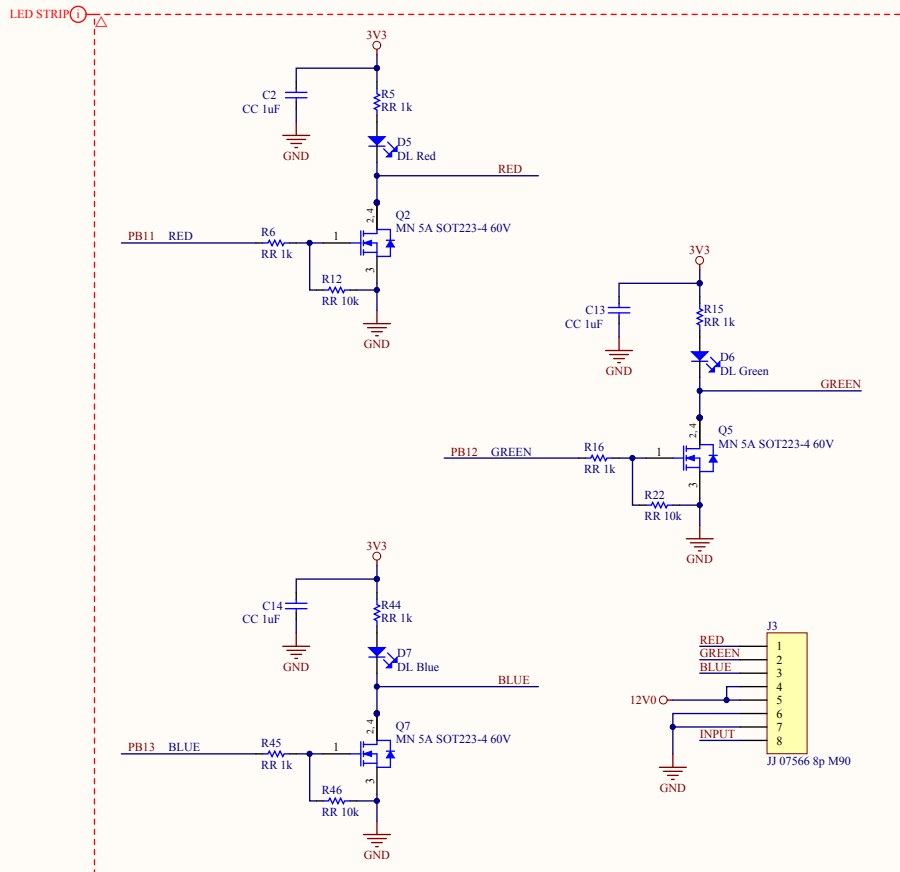 LED STRIP i
3V3
C2
CC 1uF
GND
R5
RR 1k
D5
DL Red
RED
2, 4
Q2
MN 5A SOT223-4 60V
PB11 RED
R6
RR 1k
1
3
R12
RR 10k
GND
3V3
C13
CC 1uF
GND
R15
RR 1k
D6
DL Green
GREEN
2, 4
Q5
MN 5A SOT223-4 60V
PB12 GREEN
R16
RR 1k
1
3
R22
RR 10k
GND
3V3
C14
CC 1uF
GND
R44
RR 1k
D7
DL Blue
BLUE
2, 4
Q7
MN 5A SOT223-4 60V
PB13 BLUE
R45
RR 1k
1
3
R46
RR 10k
GND
J3
RED 1
GREEN 2
BLUE 3
4
12V0 5
6
7
INPUT 8
JJ 07566 8p M90
GND